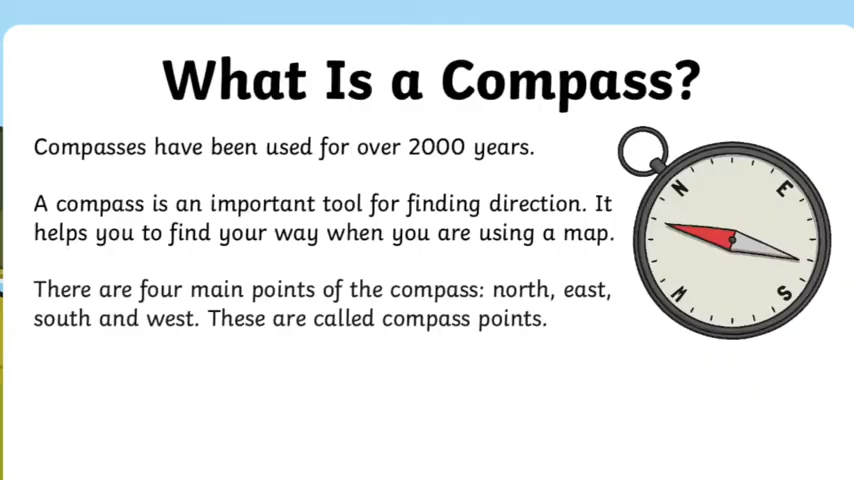 What Is a Compass?
Compasses have been used for over 2000 years.
A compass is an important tool for finding direction. It
helps you to find your way when you are using a map.
There are four main points of the compass: north, east,
south and west. These are called compass points.
N
E
W
S